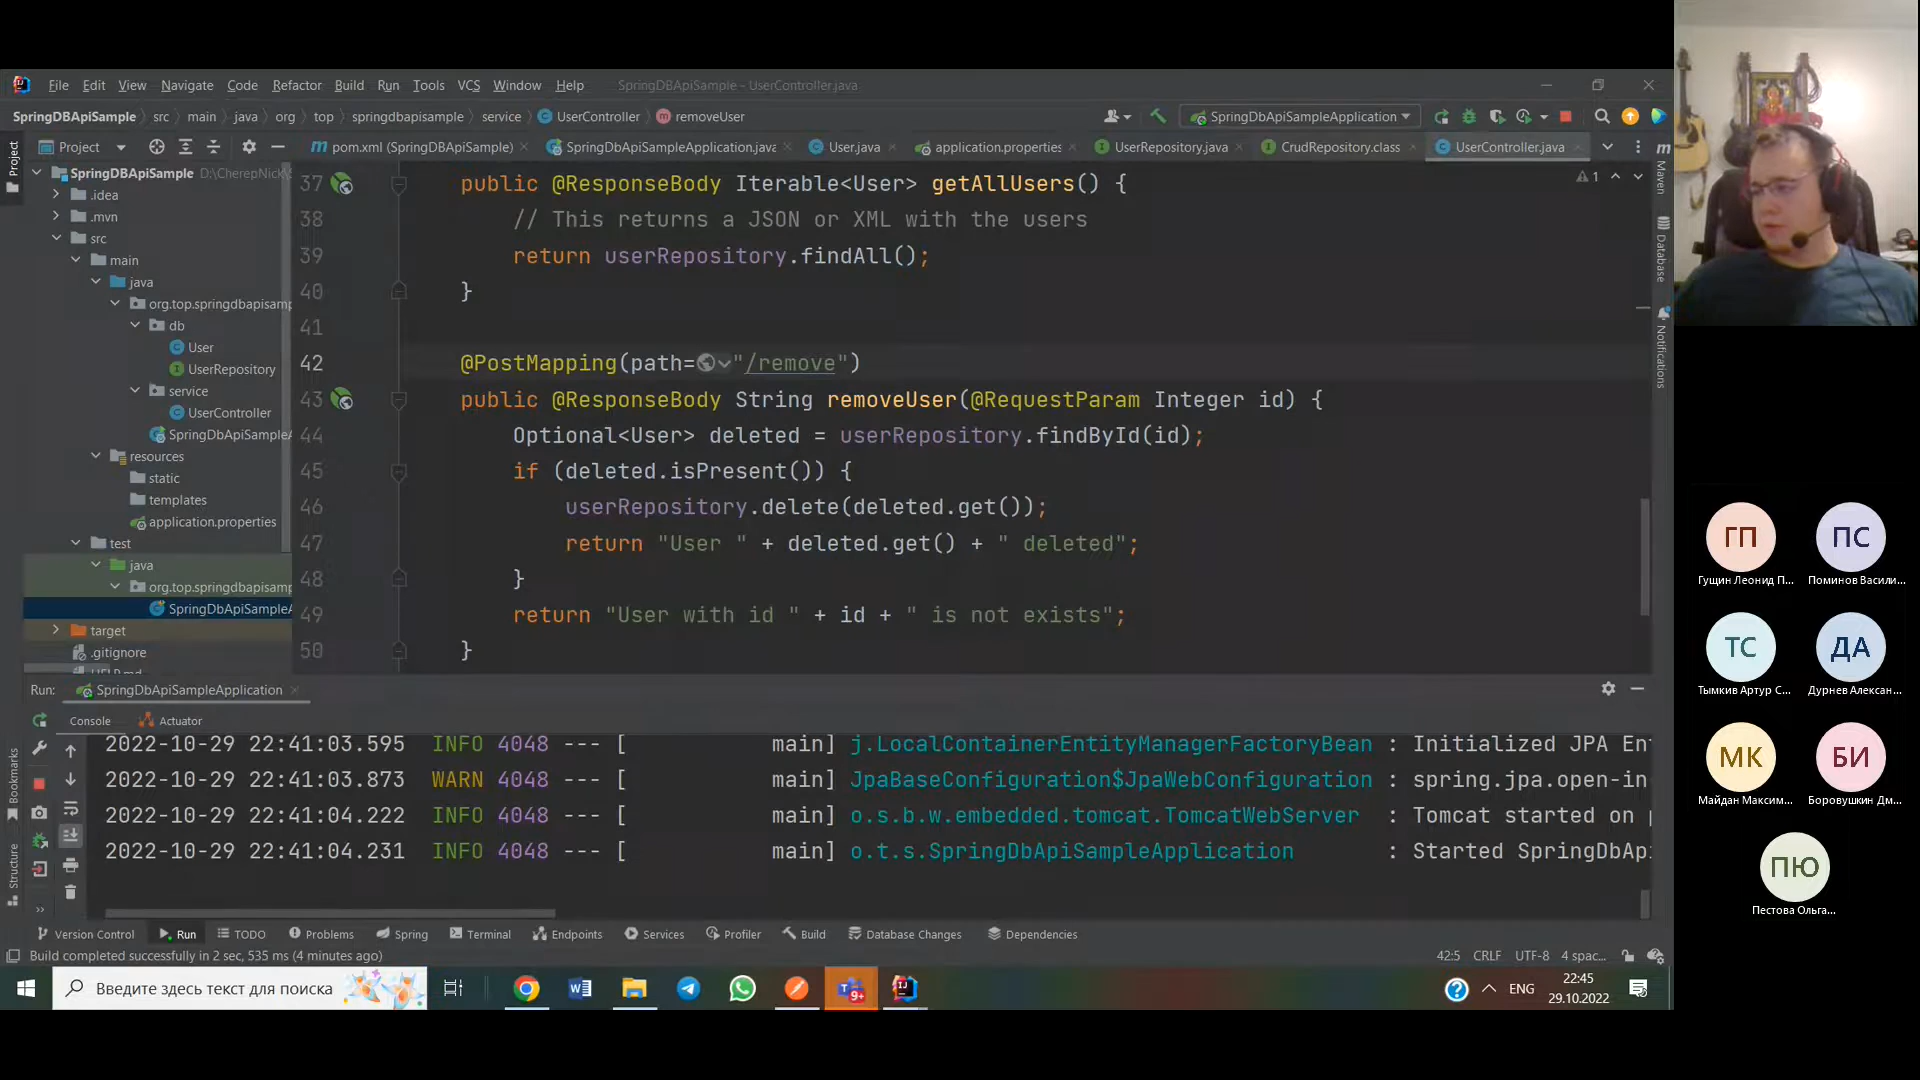 File Edit View Navigate Code Refactor Build Run Tools VCS Window Help SpringDBApiSample - UserController.java
SpringDBApiSample src main java org top springdbapisample service UserController removeUser SpringDbApiSampleApplication
Project pom.xml (SpringDBApiSample) SpringDbApiSampleApplication.java User.java application.properties UserRepository.java CrudRepository.class UserController.java
Project
Bookmarks
Structure
Maven
Database
Notifications
SpringDBApiSample D:\CherepNick\S
.idea
.mvn
src
main
java
org.top.springdbapisamp
db
User
UserRepository
service
UserController
SpringDbApiSampleA
resources
static
templates
application.properties
test
java
org.top.springdbapisamp
SpringDbApiSampleA
target
.gitignore
HELP.md
1
37 public @ResponseBody Iterable<User> getAllUsers() {
38 // This returns a JSON or XML with the users
39 return userRepository.findAll();
40 }
41
42 @PostMapping(path="/remove")
43 public @ResponseBody String removeUser(@RequestParam Integer id) {
44 Optional<User> deleted = userRepository.findById(id);
45 if (deleted.isPresent()) {
46 userRepository.delete(deleted.get());
47 return "User " + deleted.get() + " deleted";
48 }
49 return "User with id " + id + " is not exists";
50 }
Run: SpringDbApiSampleApplication
Console Actuator
2022-10-29 22:41:03.595 INFO 4048 --- [ main] j.LocalContainerEntityManagerFactoryBean : Initialized JPA En
2022-10-29 22:41:03.873 WARN 4048 --- [ main] JpaBaseConfiguration$JpaWebConfiguration : spring.jpa.open-in
2022-10-29 22:41:04.222 INFO 4048 --- [ main] o.s.b.w.embedded.tomcat.TomcatWebServer : Tomcat started on p
2022-10-29 22:41:04.231 INFO 4048 --- [ main] o.t.s.SpringDbApiSampleApplication : Started SpringDbAp
Version Control Run TODO Problems Spring Terminal Endpoints Services Profiler Build Database Changes Dependencies
Build completed successfully in 2 sec, 535 ms (4 minutes ago) 42:5 CRLF UTF-8 4 spac...
Введите здесь текст для поиска 9+ ENG 22:45
29.10.2022
ГП ПС
Гущин Леонид П... Поминов Васили...
ТС ДА
Тымкив Артур С... Дурнев Алексан...
МК БИ
Майдан Максим... Боровушкин Дм...
ПЮ
Пестова Ольга...